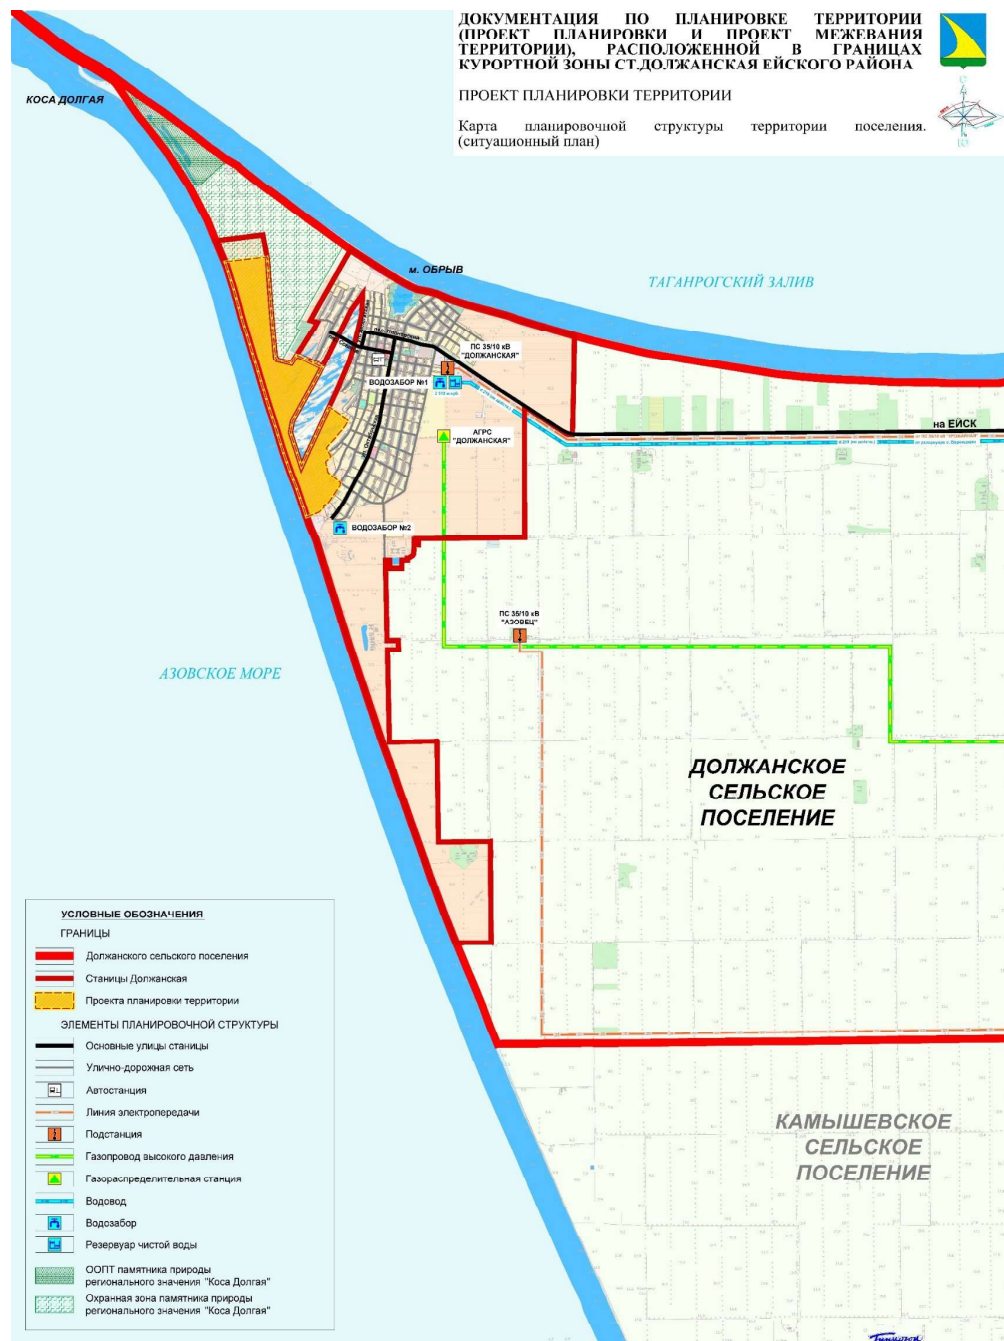 ДОКУМЕНТАЦИЯ ПО ПЛАНИРОВКЕ ТЕРРИТОРИИ
(ПРОЕКТ ПЛАНИРОВКИ И ПРОЕКТ МЕЖЕВАНИЯ
ТЕРРИТОРИИ), РАСПОЛОЖЕННОЙ В ГРАНИЦАХ
КУРОРТНОЙ ЗОНЫ СТ.ДОЛЖАНСКАЯ ЕЙСКОГО РАЙОНА
ПРОЕКТ ПЛАНИРОВКИ ТЕРРИТОРИИ
Карта планировочной структуры территории поселения.
(ситуационный план)
С
Ю
КОСА ДОЛГАЯ
м. ОБРЫВ
ТАГАНРОГСКИЙ ЗАЛИВ
ПС 35/10 кВ
"ДОЛЖАНСКАЯ"
ВОДОЗАБОР №1
АГРС
"ДОЛЖАНСКАЯ"
на ЕЙСК
ВОДОЗАБОР №2
ПС 35/10 кВ
"АЗОВЕЦ"
АЗОВСКОЕ МОРЕ
ДОЛЖАНСКОЕ
СЕЛЬСКОЕ
ПОСЕЛЕНИЕ
КАМЫШЕВСКОЕ
СЕЛЬСКОЕ
ПОСЕЛЕНИЕ
УСЛОВНЫЕ ОБОЗНАЧЕНИЯ
ГРАНИЦЫ
Должанского сельского поселения
Станицы Должанская
Проекта планировки территории
ЭЛЕМЕНТЫ ПЛАНИРОВОЧНОЙ СТРУКТУРЫ
Основные улицы станицы
Улично-дорожная сеть
Автостанция
Линия электропередачи
Подстанция
Газопровод высокого давления
Газораспределительная станция
Водовод
Водозабор
Резервуар чистой воды
ООПТ памятника природы
регионального значения "Коса Долгая"
Охранная зона памятника природы
регионального значения "Коса Долгая"